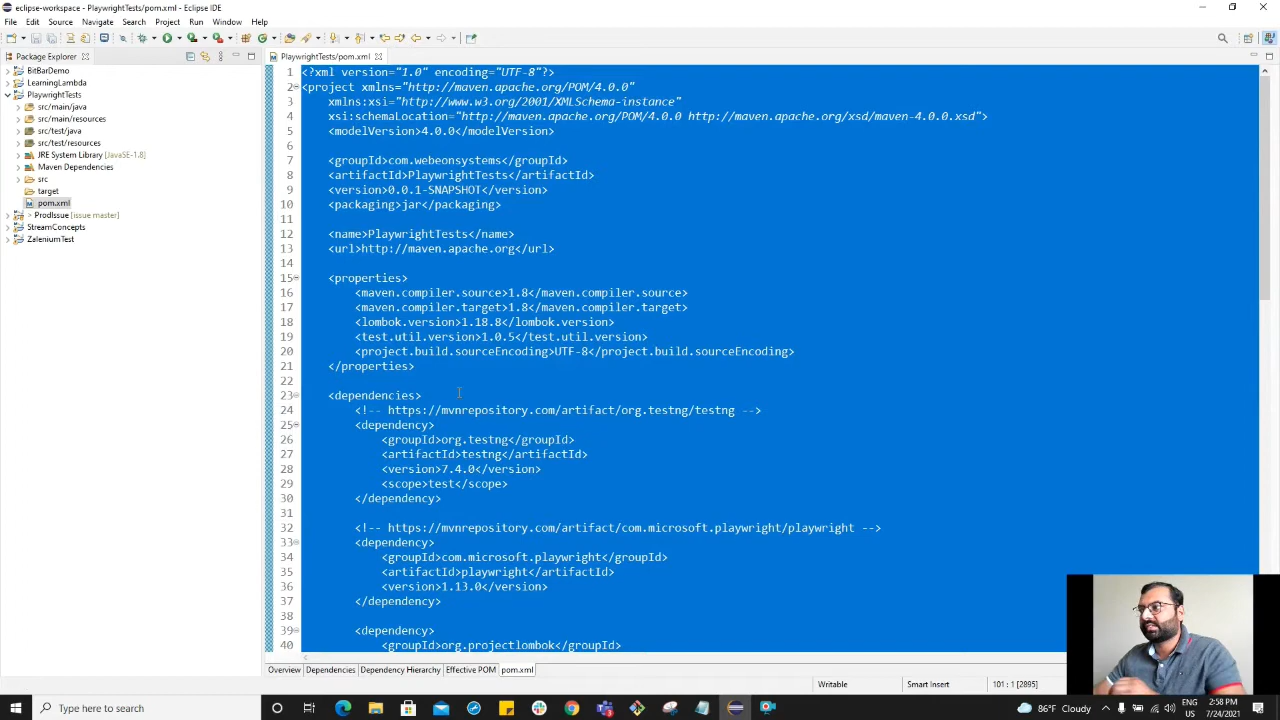 eclipse-workspace - PlaywrightTests/pom.xml - Eclipse IDE
File Edit Source Navigate Search Project Run Window Help
Package Explorer
PlaywrightTests/pom.xml
BitBarDemo
LearningLambda
PlaywrightTests
src/main/java
src/main/resources
src/test/java
src/test/resources
JRE System Library [JavaSE-1.8]
Maven Dependencies
src
target
pom.xml
> ProdIssue [issue master]
StreamConcepts
ZaleniumTest
1 <?xml version="1.0" encoding="UTF-8"?>
2 <project xmlns="http://maven.apache.org/POM/4.0.0"
3 xmlns:xsi="http://www.w3.org/2001/XMLSchema-instance"
4 xsi:schemaLocation="http://maven.apache.org/POM/4.0.0 http://maven.apache.org/xsd/maven-4.0.0.xsd">
5 <modelVersion>4.0.0</modelVersion>
6
7 <groupId>com.webeonsystems</groupId>
8 <artifactId>PlaywrightTests</artifactId>
9 <version>0.0.1-SNAPSHOT</version>
10 <packaging>jar</packaging>
11
12 <name>PlaywrightTests</name>
13 <url>http://maven.apache.org</url>
14
15 <properties>
16 <maven.compiler.source>1.8</maven.compiler.source>
17 <maven.compiler.target>1.8</maven.compiler.target>
18 <lombok.version>1.18.8</lombok.version>
19 <test.util.version>1.0.5</test.util.version>
20 <project.build.sourceEncoding>UTF-8</project.build.sourceEncoding>
21 </properties>
22
23 <dependencies>
24 <!-- https://mvnrepository.com/artifact/org.testng/testng -->
25 <dependency>
26 <groupId>org.testng</groupId>
27 <artifactId>testng</artifactId>
28 <version>7.4.0</version>
29 <scope>test</scope>
30 </dependency>
31
32 <!-- https://mvnrepository.com/artifact/com.microsoft.playwright/playwright -->
33 <dependency>
34 <groupId>com.microsoft.playwright</groupId>
35 <artifactId>playwright</artifactId>
36 <version>1.13.0</version>
37 </dependency>
38
39 <dependency>
40 <groupId>org.projectlombok</groupId>
Overview Dependencies Dependency Hierarchy Effective POM pom.xml
Writable Smart Insert 101 : 1 [2895]
Type here to search
86°F Cloudy
ENG
US
2:58 PM
7/24/2021